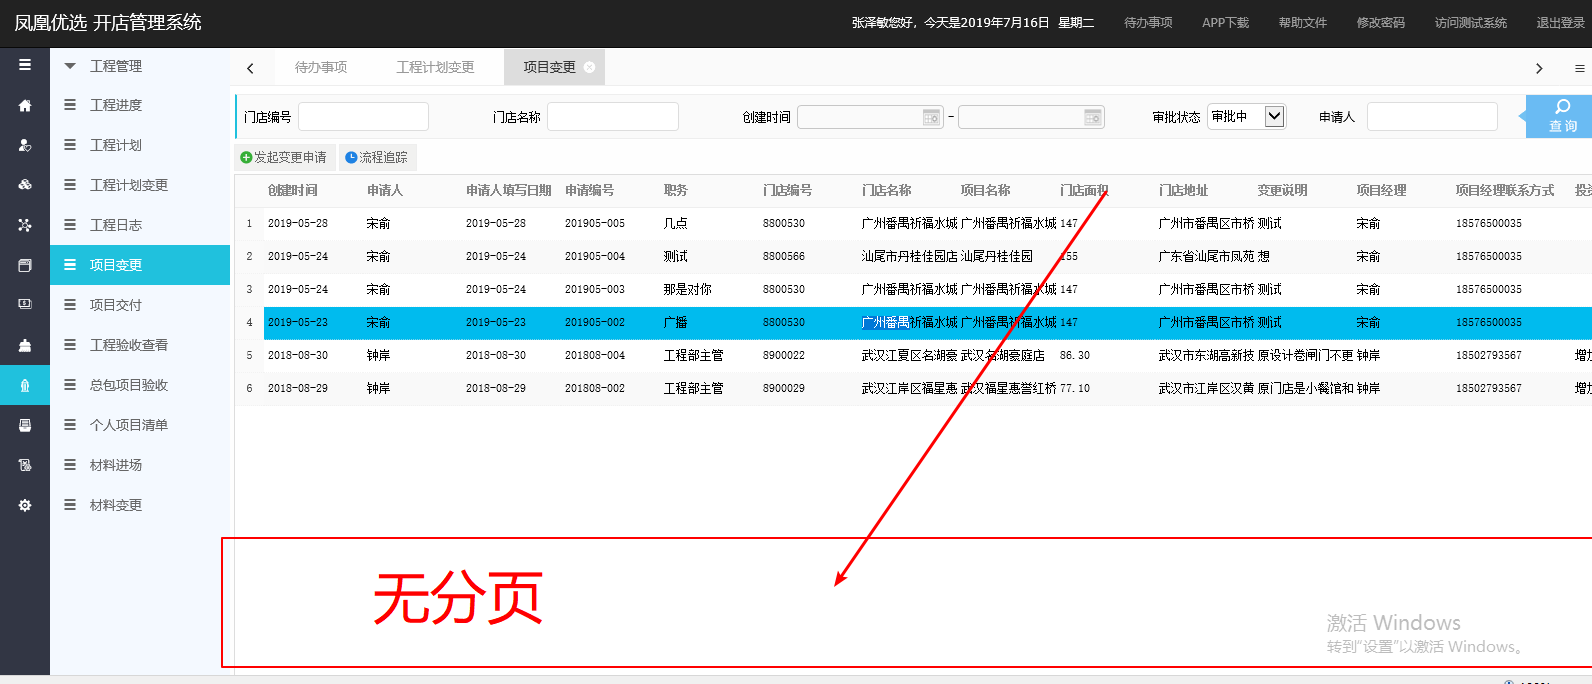 凤凰优选 开店管理系统
张泽敏您好，今天是2019年7月16日 星期二 待办事项 APP下载 帮助文件 修改密码 访问测试系统 退出登录
工程管理
工程进度
工程计划
工程计划变更
工程日志
项目变更
项目交付
工程验收查看
总包项目验收
个人项目清单
材料进场
材料变更
待办事项 工程计划变更 项目变更
门店编号 门店名称 创建时间 - 审批状态 审批中 申请人 查 询
发起变更申请 流程追踪
创建时间 申请人 申请人填写日期 申请编号 职务 门店编号 门店名称 项目名称 门店面积 门店地址 变更说明 项目经理 项目经理联系方式
1 2019-05-28 宋俞 2019-05-28 201905-005 几点 8800530 广州番禺祈福水城 广州番禺祈福水城 147 广州市番禺区市桥 测试 宋俞 18576500035
2 2019-05-24 宋俞 2019-05-24 201905-004 测试 8800566 汕尾市丹桂佳园店 汕尾丹桂佳园 155 广东省汕尾市凤苑 想 宋俞 18576500035
3 2019-05-24 宋俞 2019-05-24 201905-003 那是对你 8800530 广州番禺祈福水城 广州番禺祈福水城 147 广州市番禺区市桥 测试 宋俞 18576500035
4 2019-05-23 宋俞 2019-05-23 201905-002 广播 8800530 广州番禺祈福水城 广州番禺祈福水城 147 广州市番禺区市桥 测试 宋俞 18576500035
5 2018-08-30 钟岸 2018-08-30 201808-004 工程部主管 8900022 武汉江夏区名湖豪 武汉名湖豪庭店 86.30 武汉市东湖高新技 原设计卷闸门不更 钟岸 18502793567 增加
6 2018-08-29 钟岸 2018-08-29 201808-002 工程部主管 8900029 武汉江岸区福星惠 武汉福星惠誉红桥 77.10 武汉市江岸区汉黄 原门店是小餐馆和 钟岸 18502793567 增加
无分页
激活 Windows
转到"设置"以激活 Windows。